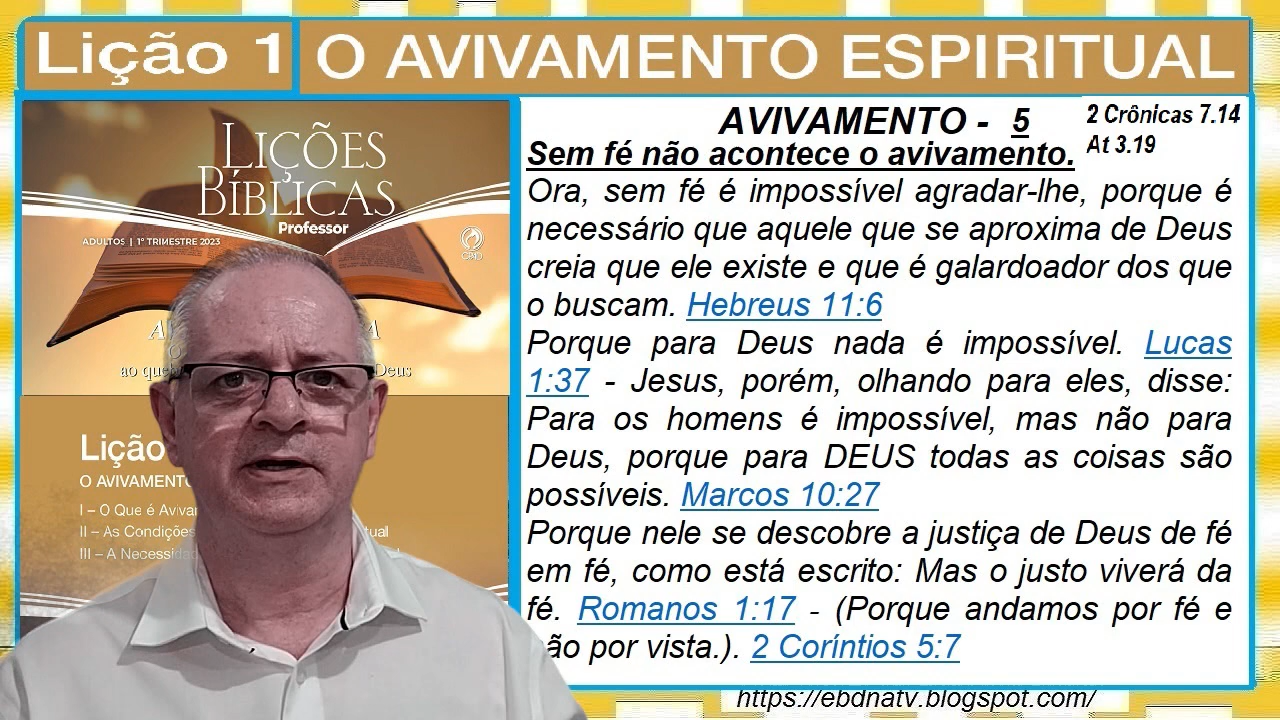 Lição 1
O AVIVAMENTO ESPIRITUAL
LIÇÕES
BÍBLICAS
Professor
ADULTOS | 1º TRIMESTRE 2023
CPAD
ao
Deus
Lição
O AVIVAMENTO
I – O Que é
II – As Condições
III – A
AVIVAMENTO - 5
2 Crônicas 7.14
At 3.19
Sem fé não acontece o avivamento.
Ora, sem fé é impossível agradar-lhe, porque é
necessário que aquele que se aproxima de Deus
creia que ele existe e que é galardoador dos que
o buscam. Hebreus 11:6
Porque para Deus nada é impossível. Lucas
1:37 - Jesus, porém, olhando para eles, disse:
Para os homens é impossível, mas não para
Deus, porque para DEUS todas as coisas são
possíveis. Marcos 10:27
Porque nele se descobre a justiça de Deus de fé
em fé, como está escrito: Mas o justo viverá da
fé. Romanos 1:17 - (Porque andamos por fé e
não por vista.). 2 Coríntios 5:7
https://ebdnatv.blogspot.com/